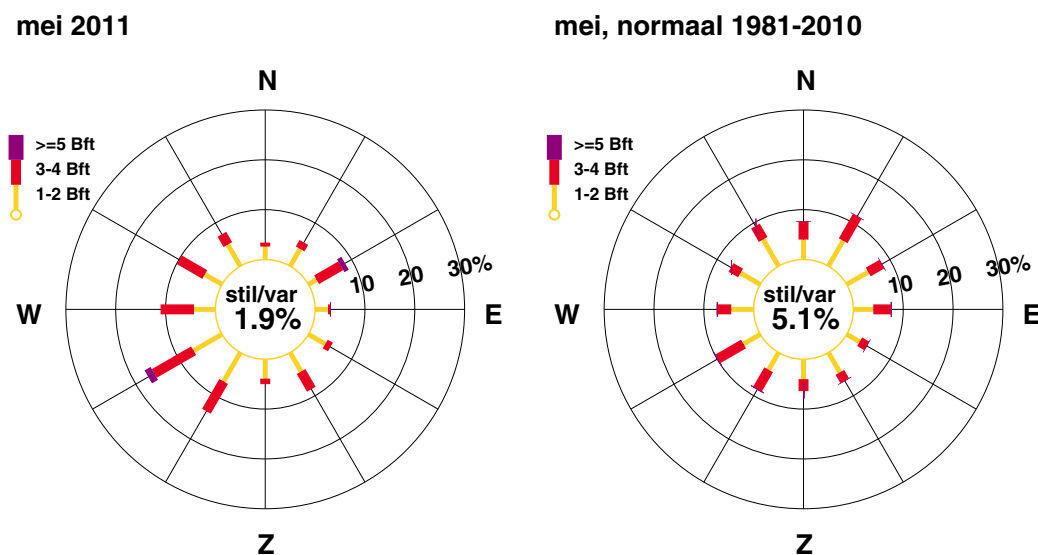 mei 2011
N
>=5 Bft
3-4 Bft
1-2 Bft
W
stil/var
1.9%
10
20
30%
E
Z
mei, normaal 1981-2010
N
>=5 Bft
3-4 Bft
1-2 Bft
W
stil/var
5.1%
10
20
30%
E
Z